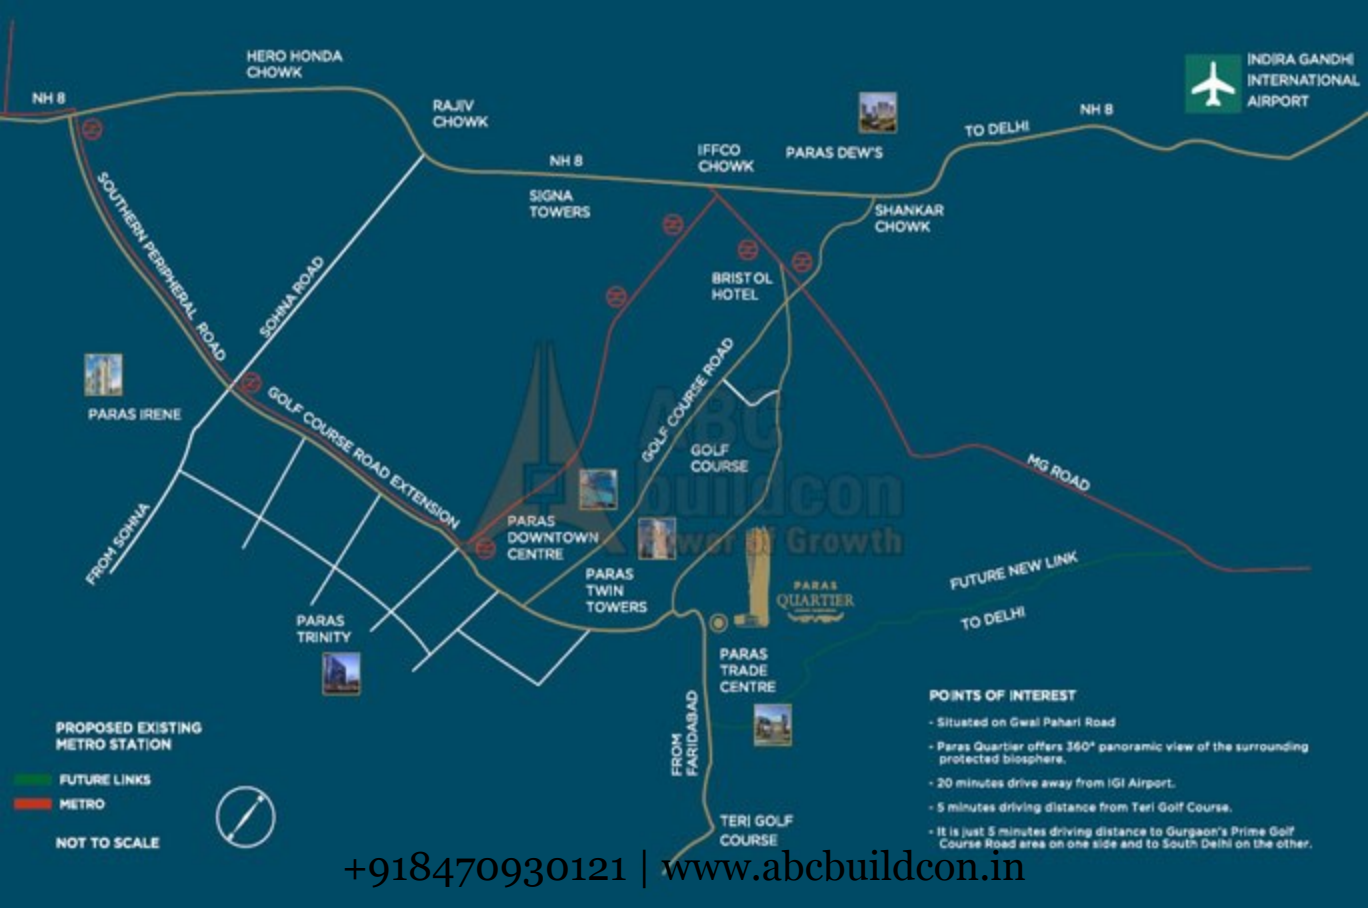 HERO HONDA
CHOWK
NH 8
RAJIV
CHOWK
NH 8
SIGNA
TOWERS
IFFCO
CHOWK
PARAS DEW'S
TO DELHI
NH 8
INDIRA GANDHI
INTERNATIONAL
AIRPORT
SHANKAR
CHOWK
BRISTOL
HOTEL
SOUTHERN PERIPHERAL ROAD
SOHNA ROAD
PARAS IRENE
GOLF COURSE ROAD EXTENSION
GOLF COURSE ROAD
GOLF
COURSE
ABC
buildcon
Power of Growth
MG ROAD
FROM SOHNA
PARAS
DOWNTOWN
CENTRE
PARAS
TWIN
TOWERS
PARAS
QUARTIER
FUTURE NEW LINK
TO DELHI
PARAS
TRINITY
PARAS
TRADE
CENTRE
FROM
FARIDABAD
TERI GOLF
COURSE
PROPOSED EXISTING
METRO STATION
FUTURE LINKS
METRO
NOT TO SCALE
POINTS OF INTEREST
- Situated on Gwal Pahari Road
- Paras Quartier offers 360° panoramic view of the surrounding
protected biosphere.
- 20 minutes drive away from IGI Airport.
- 5 minutes driving distance from Teri Golf Course.
- It is just 5 minutes driving distance to Gurgaon's Prime Golf
Course Road area on one side and to South Delhi on the other.
+918470930121 | www.abcbuildcon.in